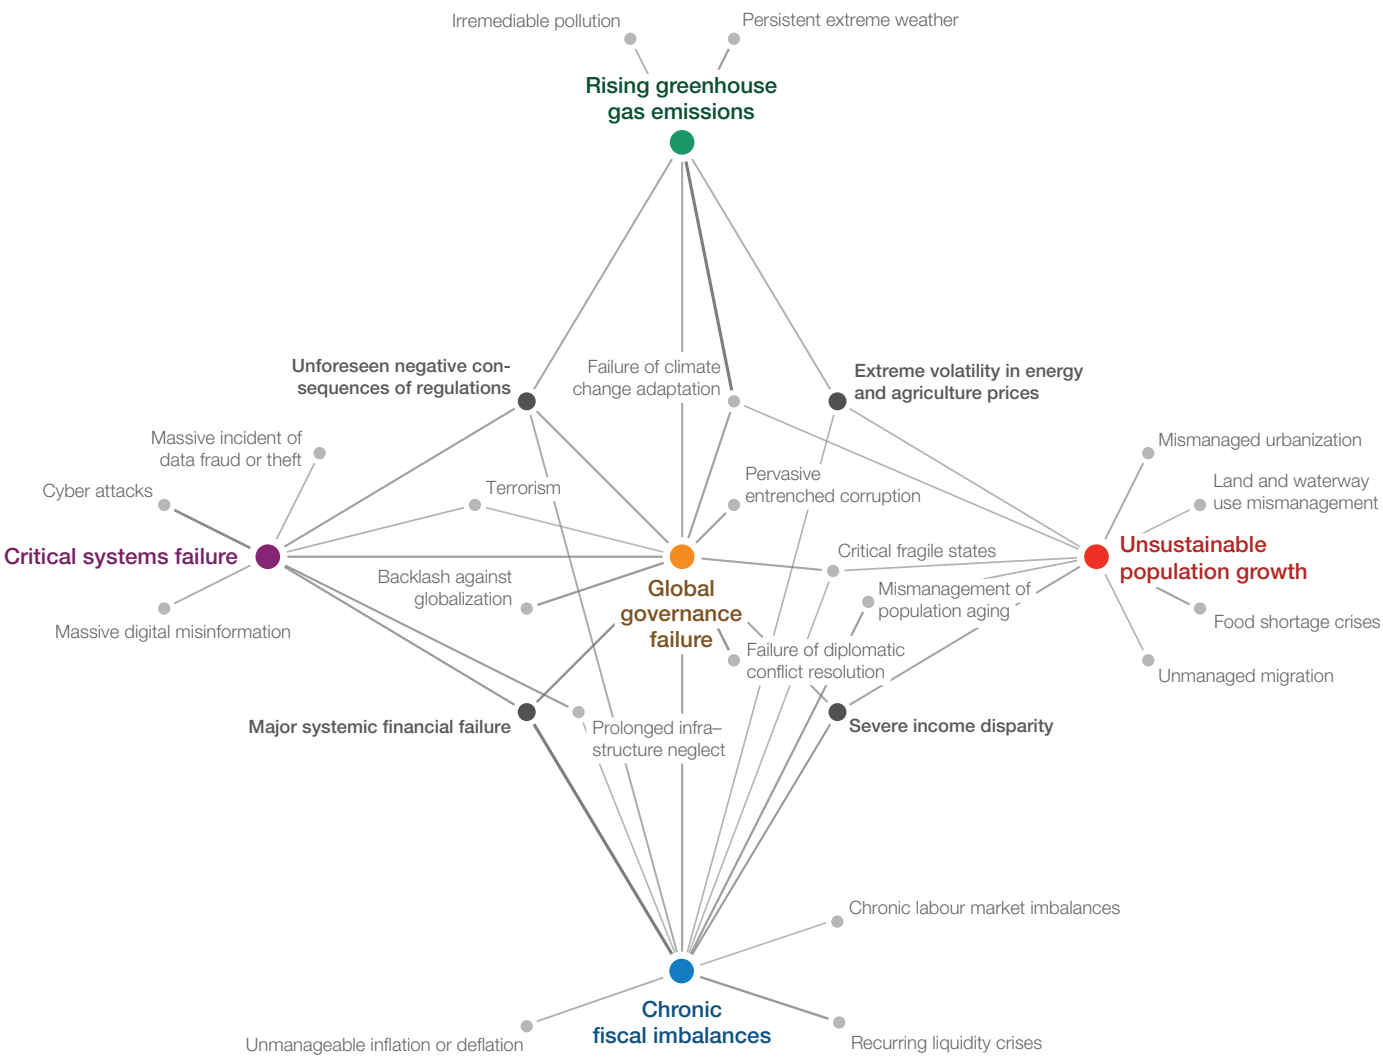 Irremediable pollution
Persistent extreme weather
Rising greenhouse
gas emissions
Unforeseen negative con-
sequences of regulations
Failure of climate
change adaptation
Extreme volatility in energy
and agriculture prices
Massive incident of
data fraud or theft
Mismanaged urbanization
Cyber attacks
Terrorism
Pervasive
entrenched corruption
Land and waterway
use mismanagement
Critical systems failure
Critical fragile states
Unsustainable
population growth
Backlash against
globalization
Global
governance
failure
Mismanagement of
population aging
Massive digital misinformation
Food shortage crises
Failure of diplomatic
conflict resolution
Unmanaged migration
Major systemic financial failure
Prolonged infra–
structure neglect
Severe income disparity
Chronic labour market imbalances
Chronic
fiscal imbalances
Unmanageable inflation or deflation
Recurring liquidity crises